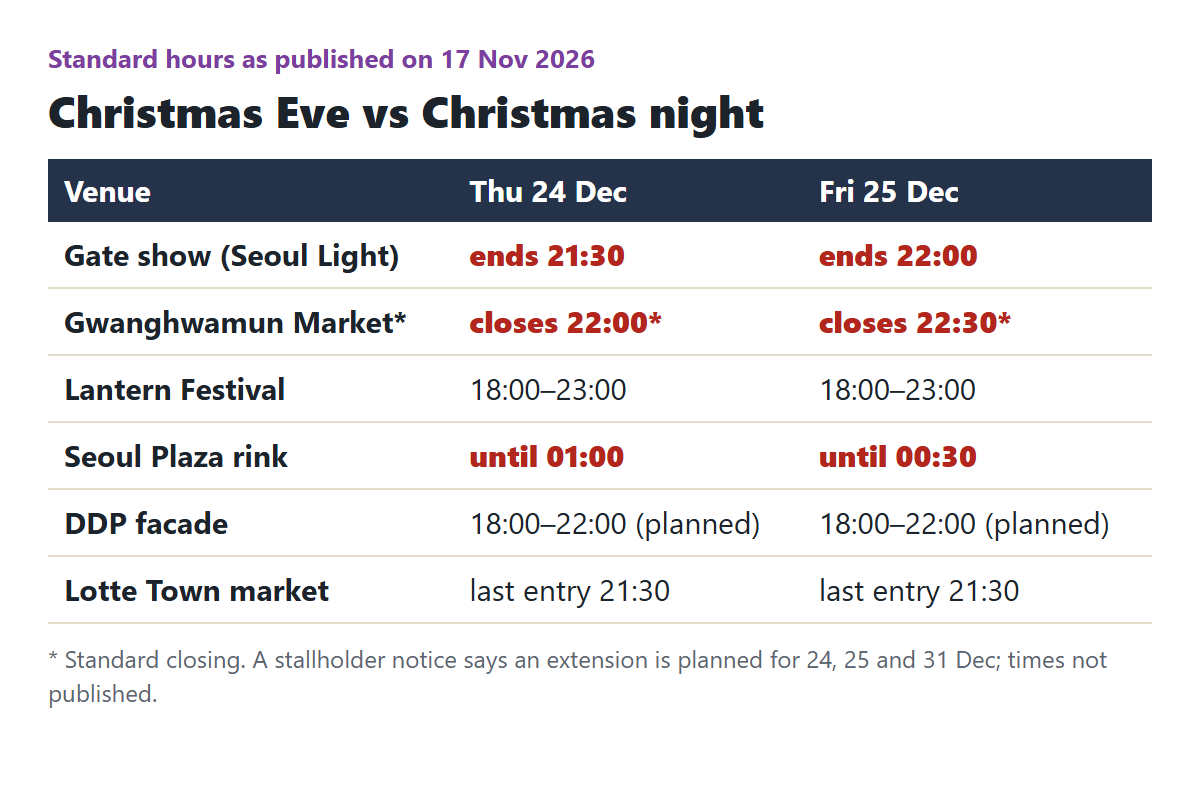 Standard hours as published on 17 Nov 2026
Christmas Eve vs Christmas night
Venue Thu 24 Dec Fri 25 Dec
Gate show (Seoul Light) ends 21:30 ends 22:00
Gwanghwamun Market* closes 22:00* closes 22:30*
Lantern Festival 18:00–23:00 18:00–23:00
Seoul Plaza rink until 01:00 until 00:30
DDP facade 18:00–22:00 (planned) 18:00–22:00 (planned)
Lotte Town market last entry 21:30 last entry 21:30
* Standard closing. A stallholder notice says an extension is planned for 24, 25 and 31 Dec; times not
published.